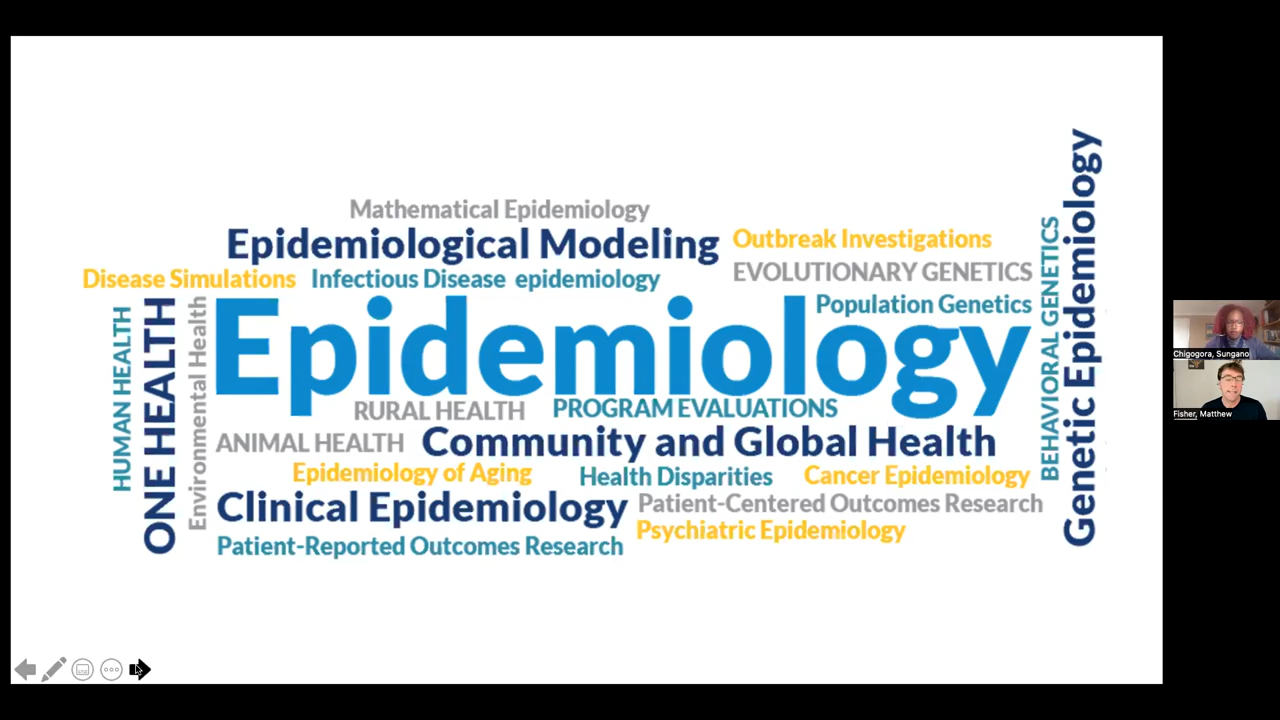 Mathematical Epidemiology
Epidemiological Modeling
Outbreak Investigations
Disease Simulations
Infectious Disease epidemiology
EVOLUTIONARY GENETICS
Population Genetics
HUMAN HEALTH
ONE HEALTH
Environmental Health
Epidemiology
BEHAVIORAL GENETICS
Genetic Epidemiology
RURAL HEALTH
PROGRAM EVALUATIONS
ANIMAL HEALTH
Community and Global Health
Epidemiology of Aging
Health Disparities
Cancer Epidemiology
Clinical Epidemiology
Patient-Centered Outcomes Research
Psychiatric Epidemiology
Patient-Reported Outcomes Research
Chigogora, Sungano
Fisher, Matthew